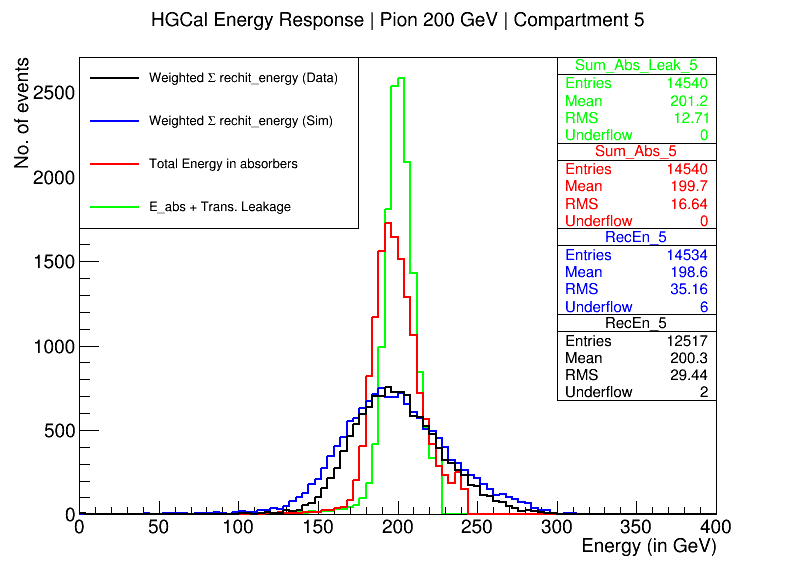 HGCal Energy Response | Pion 200 GeV | Compartment 5
No. of events
2500
2000
1500
1000
500
0
Weighted Σ rechit_energy (Data)
Weighted Σ rechit_energy (Sim)
Total Energy in absorbers
E_abs + Trans. Leakage
Sum_Abs_Leak_5
Entries 14540
Mean 201.2
RMS 12.71
Underflow 0
Sum_Abs_5
Entries 14540
Mean 199.7
RMS 16.64
Underflow 0
RecEn_5
Entries 14534
Mean 198.6
RMS 35.16
Underflow 6
RecEn_5
Entries 12517
Mean 200.3
RMS 29.44
Underflow 2
0 50 100 150 200 250 300 350 400
Energy (in GeV)